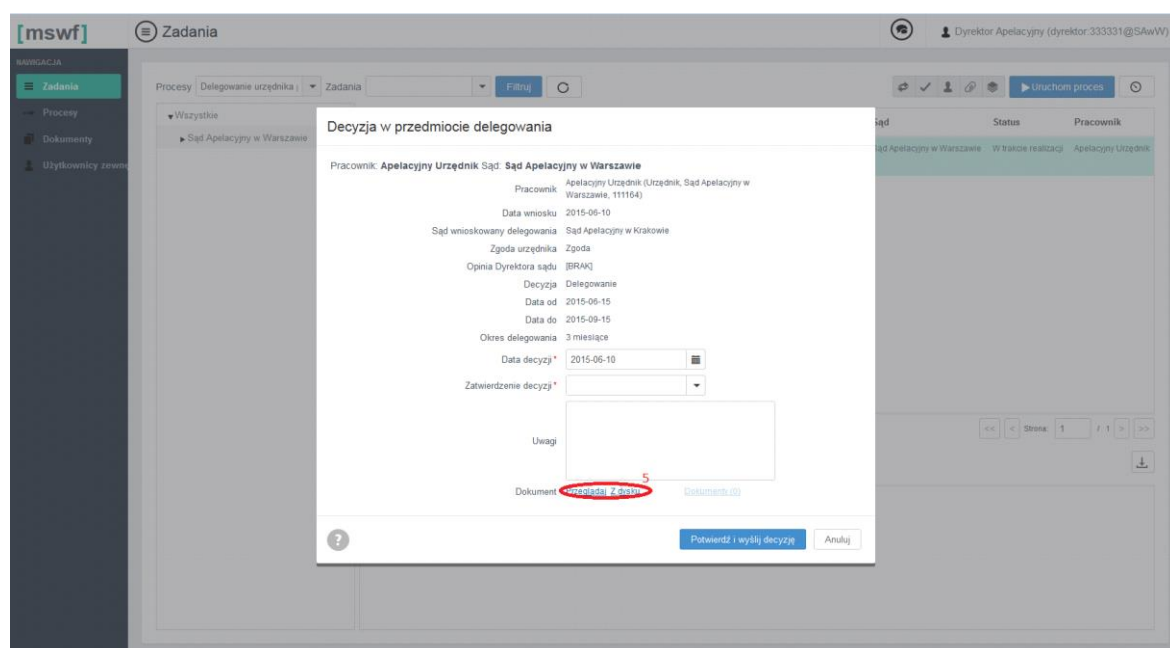 [mswf]
Zadania
Dyrektor Apelacyjny (dyrektor:333331@SAwW)
NAWIGACJA
Zadania
Procesy
Dokumenty
Użytkownicy zewnę
Procesy Delegowanie urzędnika Zadania Filtruj Uruchom proces
Wszystkie
Sąd Apelacyjny w Warszawie
Sąd Status Pracownik
Sąd Apelacyjny w Warszawie W trakcie realizacji Apelacyjny Urzędnik
Decyzja w przedmiocie delegowania
Pracownik: Apelacyjny Urzędnik Sąd: Sąd Apelacyjny w Warszawie
Pracownik Apelacyjny Urzędnik (Urzędnik, Sąd Apelacyjny w
Warszawie, 111164)
Data wniosku 2015-06-10
Sąd wnioskowany delegowania Sąd Apelacyjny w Krakowie
Zgoda urzędnika Zgoda
Opinia Dyrektora sądu [BRAK]
Decyzja Delegowanie
Data od 2015-06-15
Data do 2015-09-15
Okres delegowania 3 miesiące
Data decyzji* 2015-06-10
Zatwierdzenie decyzji*
Uwagi
<< < Strona: 1 / 1 > >>
5
Dokument Przeglądaj Z dysku Dokumenty (0)
? Potwierdź i wyślij decyzję Anuluj